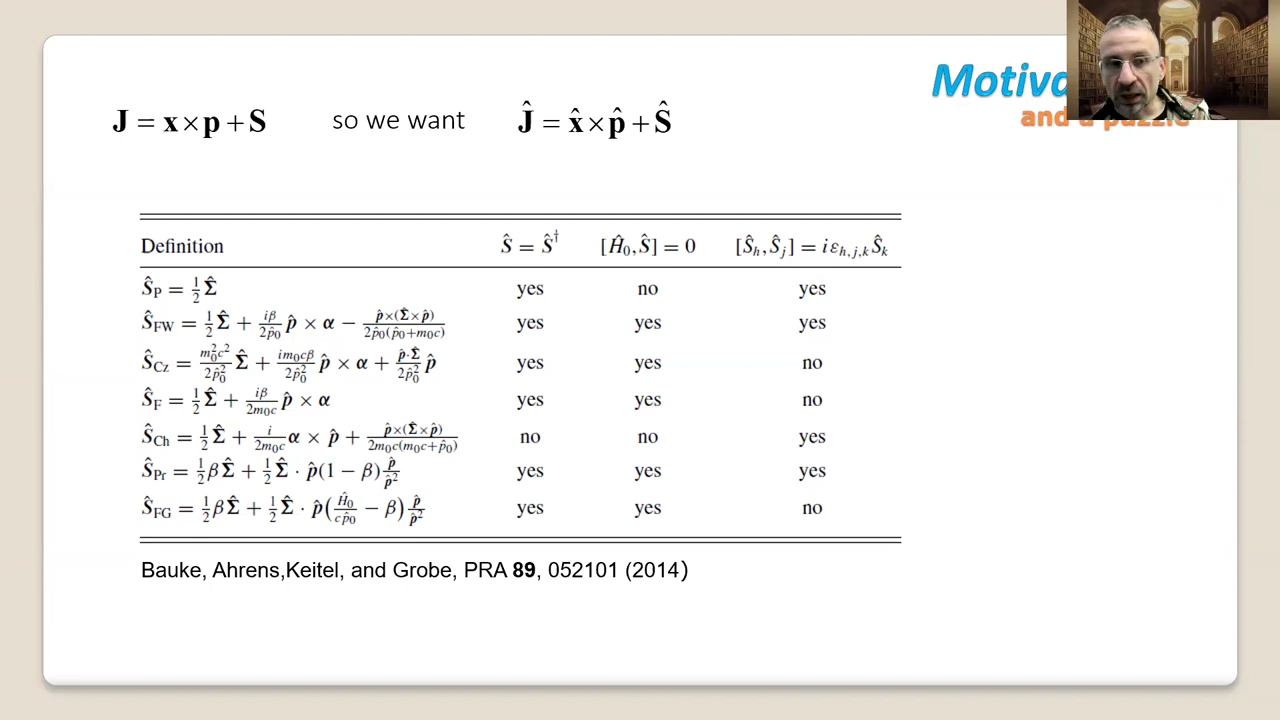 Motiva
and a puzzle
J = x×p + S so we want Ĵ = x̂×p̂ + Ŝ
Definition Ŝ = Ŝ† [Ĥ₀,Ŝ] = 0 [Ŝₕ,Ŝⱼ] = iεₕ,ⱼ,ₖŜₖ
Ŝ_P = ½Σ̂ yes no yes
Ŝ_FW = ½Σ̂ + iβ/2p̂₀ p̂ × α − p̂×(Σ̂×p̂)/2p̂₀(p̂₀+m₀c) yes yes yes
Ŝ_Cz = m₀²c²/2p̂₀² Σ̂ + im₀cβ/2p̂₀² p̂ × α + p̂·Σ̂/2p̂₀² p̂ yes yes no
Ŝ_F = ½Σ̂ + iβ/2m₀c p̂ × α yes yes no
Ŝ_Ch = ½Σ̂ + i/2m₀c α × p̂ + p̂×(Σ̂×p̂)/2m₀c(m₀c+p̂₀) no no yes
Ŝ_Pr = ½βΣ̂ + ½Σ̂ · p̂(1 − β) p̂/p̂² yes yes yes
Ŝ_FG = ½βΣ̂ + ½Σ̂ · p̂(Ĥ₀/cp̂₀ − β) p̂/p̂² yes yes no
Bauke, Ahrens,Keitel, and Grobe, PRA 89, 052101 (2014)